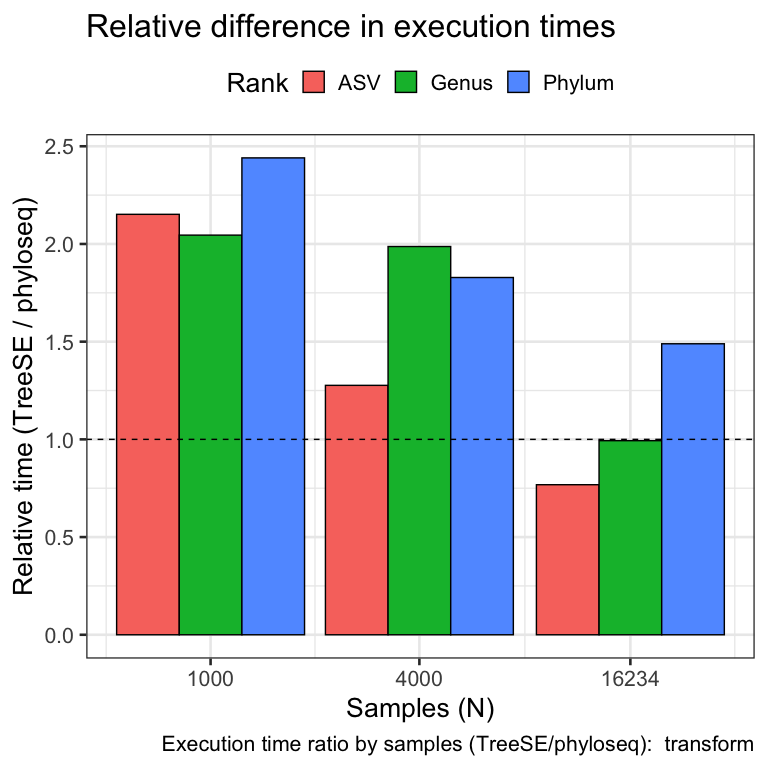 Relative difference in execution times
Rank ASV Genus Phylum
Relative time (TreeSE / phyloseq)
2.5
2.0
1.5
1.0
0.5
0.0
1000 4000 16234
Samples (N)
Execution time ratio by samples (TreeSE/phyloseq):  transform